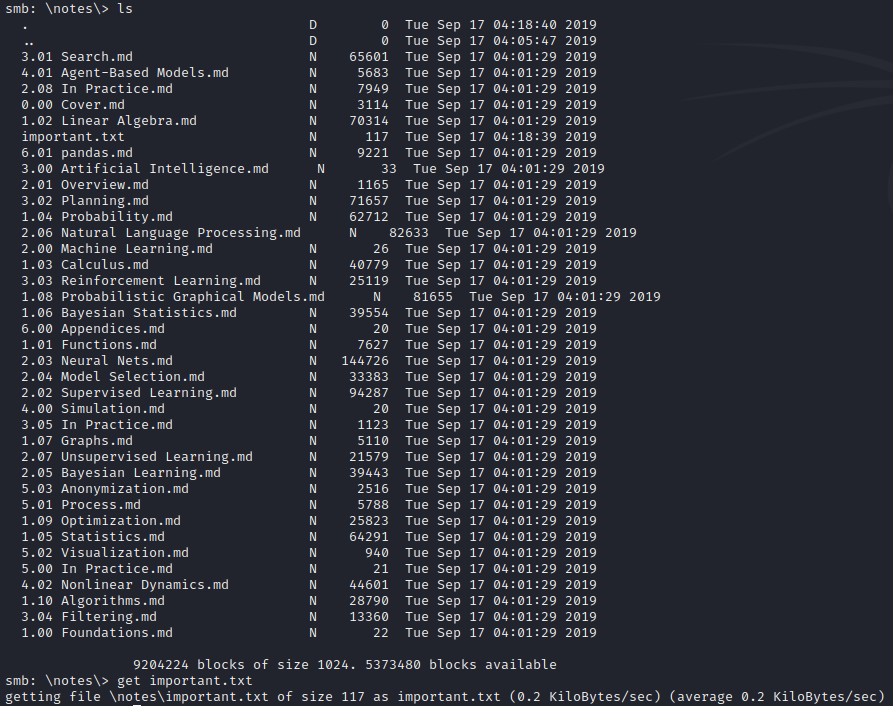 smb: \notes\> ls
  .                                   D        0  Tue Sep 17 04:18:40 2019
  ..                                  D        0  Tue Sep 17 04:05:47 2019
  3.01 Search.md                      N    65601  Tue Sep 17 04:01:29 2019
  4.01 Agent-Based Models.md          N     5683  Tue Sep 17 04:01:29 2019
  2.08 In Practice.md                 N     7949  Tue Sep 17 04:01:29 2019
  0.00 Cover.md                       N     3114  Tue Sep 17 04:01:29 2019
  1.02 Linear Algebra.md              N    70314  Tue Sep 17 04:01:29 2019
  important.txt                       N      117  Tue Sep 17 04:18:39 2019
  6.01 pandas.md                      N     9221  Tue Sep 17 04:01:29 2019
  3.00 Artificial Intelligence.md      N       33  Tue Sep 17 04:01:29 2019
  2.01 Overview.md                    N     1165  Tue Sep 17 04:01:29 2019
  3.02 Planning.md                    N    71657  Tue Sep 17 04:01:29 2019
  1.04 Probability.md                 N    62712  Tue Sep 17 04:01:29 2019
  2.06 Natural Language Processing.md      N    82633  Tue Sep 17 04:01:29 2019
  2.00 Machine Learning.md            N       26  Tue Sep 17 04:01:29 2019
  1.03 Calculus.md                    N    40779  Tue Sep 17 04:01:29 2019
  3.03 Reinforcement Learning.md      N    25119  Tue Sep 17 04:01:29 2019
  1.08 Probabilistic Graphical Models.md      N    81655  Tue Sep 17 04:01:29 2019
  1.06 Bayesian Statistics.md         N    39554  Tue Sep 17 04:01:29 2019
  6.00 Appendices.md                  N       20  Tue Sep 17 04:01:29 2019
  1.01 Functions.md                   N     7627  Tue Sep 17 04:01:29 2019
  2.03 Neural Nets.md                 N   144726  Tue Sep 17 04:01:29 2019
  2.04 Model Selection.md             N    33383  Tue Sep 17 04:01:29 2019
  2.02 Supervised Learning.md         N    94287  Tue Sep 17 04:01:29 2019
  4.00 Simulation.md                  N       20  Tue Sep 17 04:01:29 2019
  3.05 In Practice.md                 N     1123  Tue Sep 17 04:01:29 2019
  1.07 Graphs.md                      N     5110  Tue Sep 17 04:01:29 2019
  2.07 Unsupervised Learning.md       N    21579  Tue Sep 17 04:01:29 2019
  2.05 Bayesian Learning.md           N    39443  Tue Sep 17 04:01:29 2019
  5.03 Anonymization.md               N     2516  Tue Sep 17 04:01:29 2019
  5.01 Process.md                     N     5788  Tue Sep 17 04:01:29 2019
  1.09 Optimization.md                N    25823  Tue Sep 17 04:01:29 2019
  1.05 Statistics.md                  N    64291  Tue Sep 17 04:01:29 2019
  5.02 Visualization.md               N      940  Tue Sep 17 04:01:29 2019
  5.00 In Practice.md                 N       21  Tue Sep 17 04:01:29 2019
  4.02 Nonlinear Dynamics.md          N    44601  Tue Sep 17 04:01:29 2019
  1.10 Algorithms.md                  N    28790  Tue Sep 17 04:01:29 2019
  3.04 Filtering.md                   N    13360  Tue Sep 17 04:01:29 2019
  1.00 Foundations.md                 N       22  Tue Sep 17 04:01:29 2019
                9204224 blocks of size 1024. 5373480 blocks available
smb: \notes\> get important.txt
getting file \notes\important.txt of size 117 as important.txt (0.2 KiloBytes/sec) (average 0.2 KiloBytes/sec)